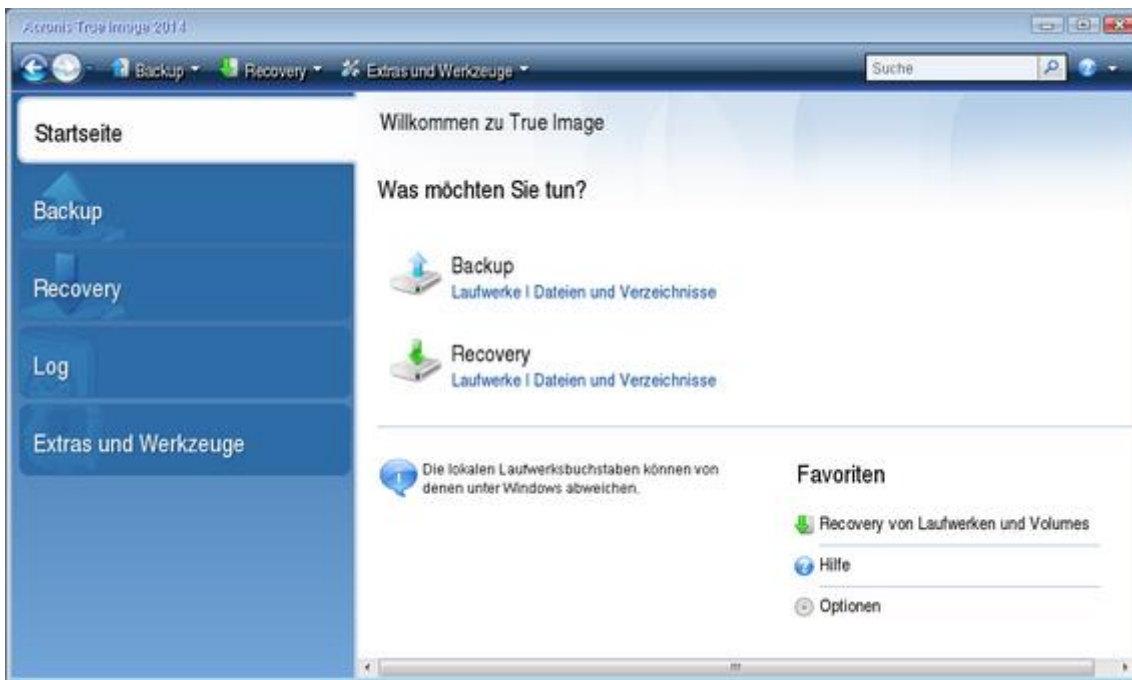 Acronis True Image 2014
Backup
Recovery
Extras und Werkzeuge
Suche
Startseite
Backup
Recovery
Log
Extras und Werkzeuge
Willkommen zu True Image
Was möchten Sie tun?
Backup
Laufwerke | Dateien und Verzeichnisse
Recovery
Laufwerke | Dateien und Verzeichnisse
Die lokalen Laufwerksbuchstaben können von
denen unter Windows abweichen.
Favoriten
Recovery von Laufwerken und Volumes
Hilfe
Optionen